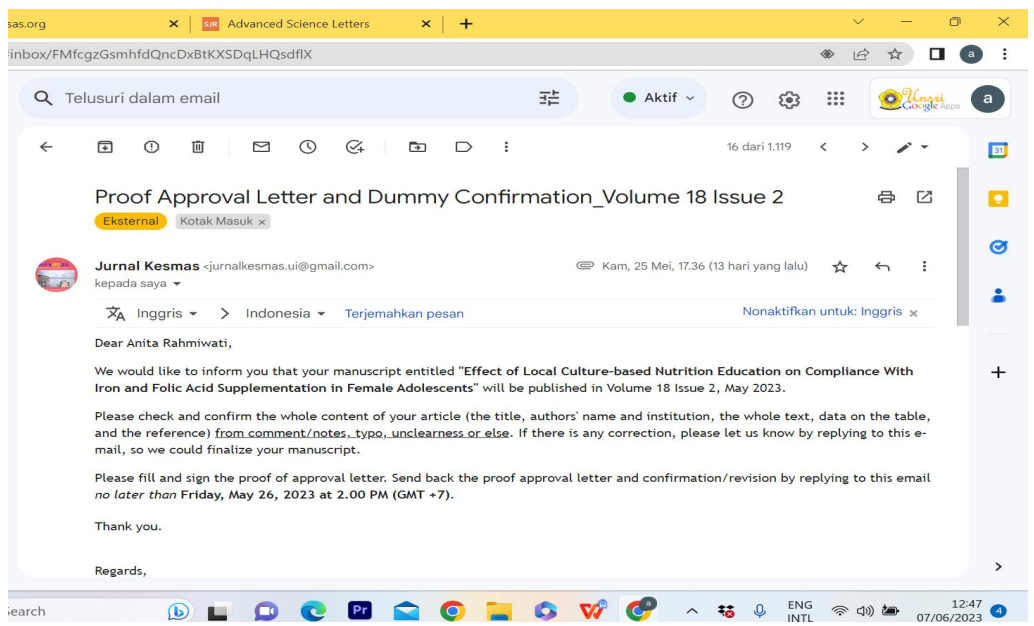 sas.org
SJR Advanced Science Letters
inbox/FMfcgzGsmhfdQncDxBtKXSDqLHQsdflX
a
Telusuri dalam email
Aktif
Unsri
Google Apps
a
16 dari 1.119
31
Proof Approval Letter and Dummy Confirmation_Volume 18 Issue 2
Eksternal Kotak Masuk x
Jurnal Kesmas <jurnalkesmas.ui@gmail.com>
Kam, 25 Mei, 17.36 (13 hari yang lalu)
kepada saya
Inggris > Indonesia Terjemahkan pesan
Nonaktifkan untuk: Inggris x
Dear Anita Rahmiwati,
We would like to inform you that your manuscript entitled "Effect of Local Culture-based Nutrition Education on Compliance With
Iron and Folic Acid Supplementation in Female Adolescents" will be published in Volume 18 Issue 2, May 2023.
Please check and confirm the whole content of your article (the title, authors' name and institution, the whole text, data on the table,
and the reference) from comment/notes, typo, unclearness or else. If there is any correction, please let us know by replying to this e-
mail, so we could finalize your manuscript.
Please fill and sign the proof of approval letter. Send back the proof approval letter and confirmation/revision by replying to this email
no later than Friday, May 26, 2023 at 2.00 PM (GMT +7).
Thank you.
Regards,
Search
Pr
a
ENG
INTL
12:47
07/06/2023
4